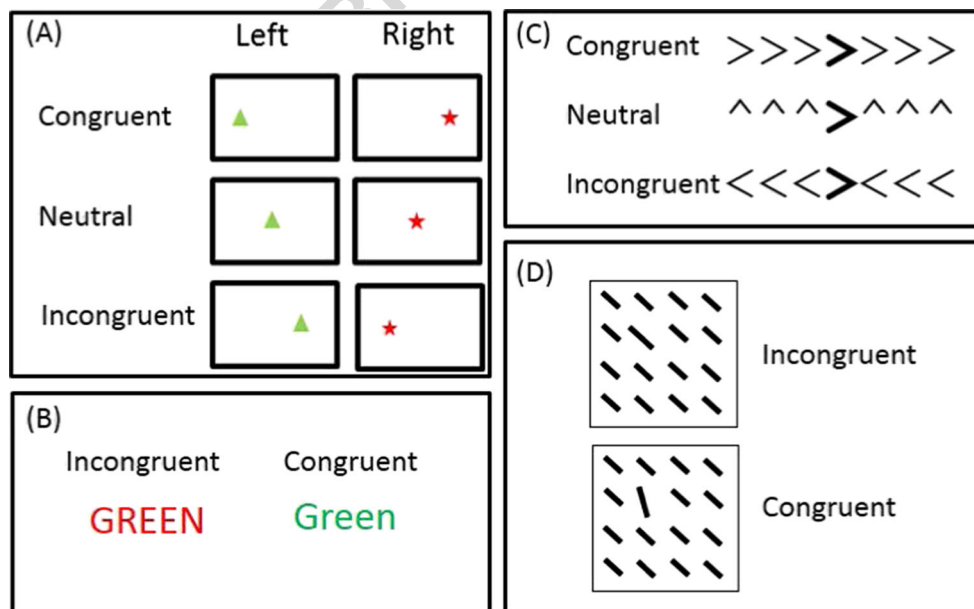 (A)
Left Right
Congruent
Neutral
Incongruent
(B)
Incongruent Congruent
GREEN Green
(C)
Congruent > > > > > > >
Neutral ^ ^ ^ > ^ ^ ^
Incongruent < < < > < < <
(D)
Incongruent
Congruent